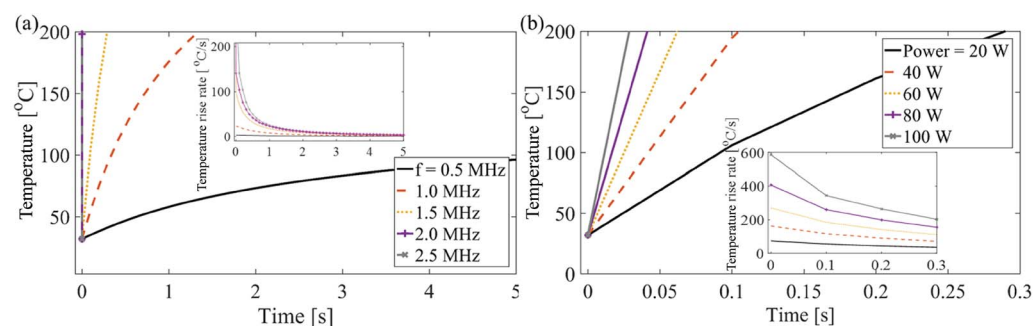 (a)
200
150
100
50
0
Temperature [°C]
0 1 2 3 4 5
Time [s]
200
100
0
Temperature rise rate [°C/s]
0 1 2 3 4 5
f = 0.5 MHz
1.0 MHz
1.5 MHz
2.0 MHz
2.5 MHz
(b)
200
150
100
50
0
Temperature [°C]
0 0.05 0.1 0.15 0.2 0.25 0.3
Time [s]
Power = 20 W
40 W
60 W
80 W
100 W
600
400
200
0
Temperature rise rate [°C/s]
0 0.1 0.2 0.3